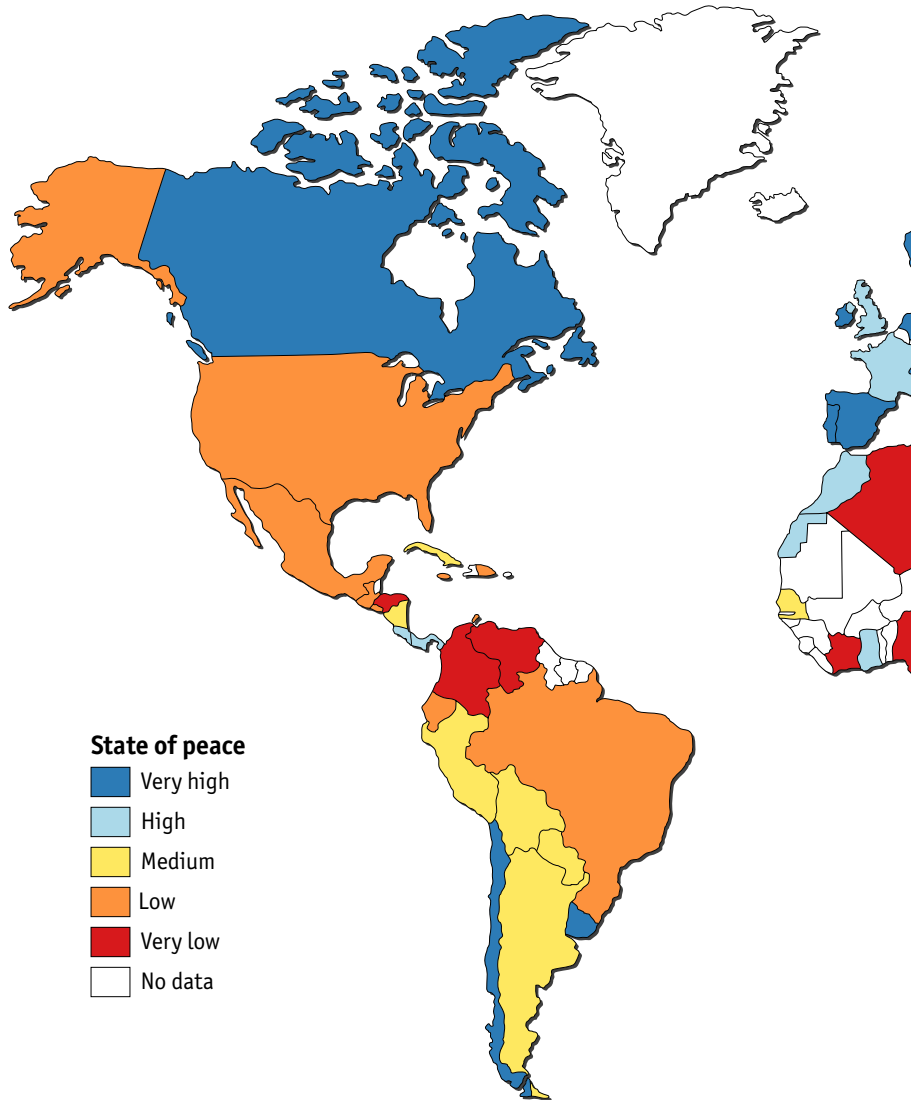 State of peace
Very high
High
Medium
Low
Very low
No data